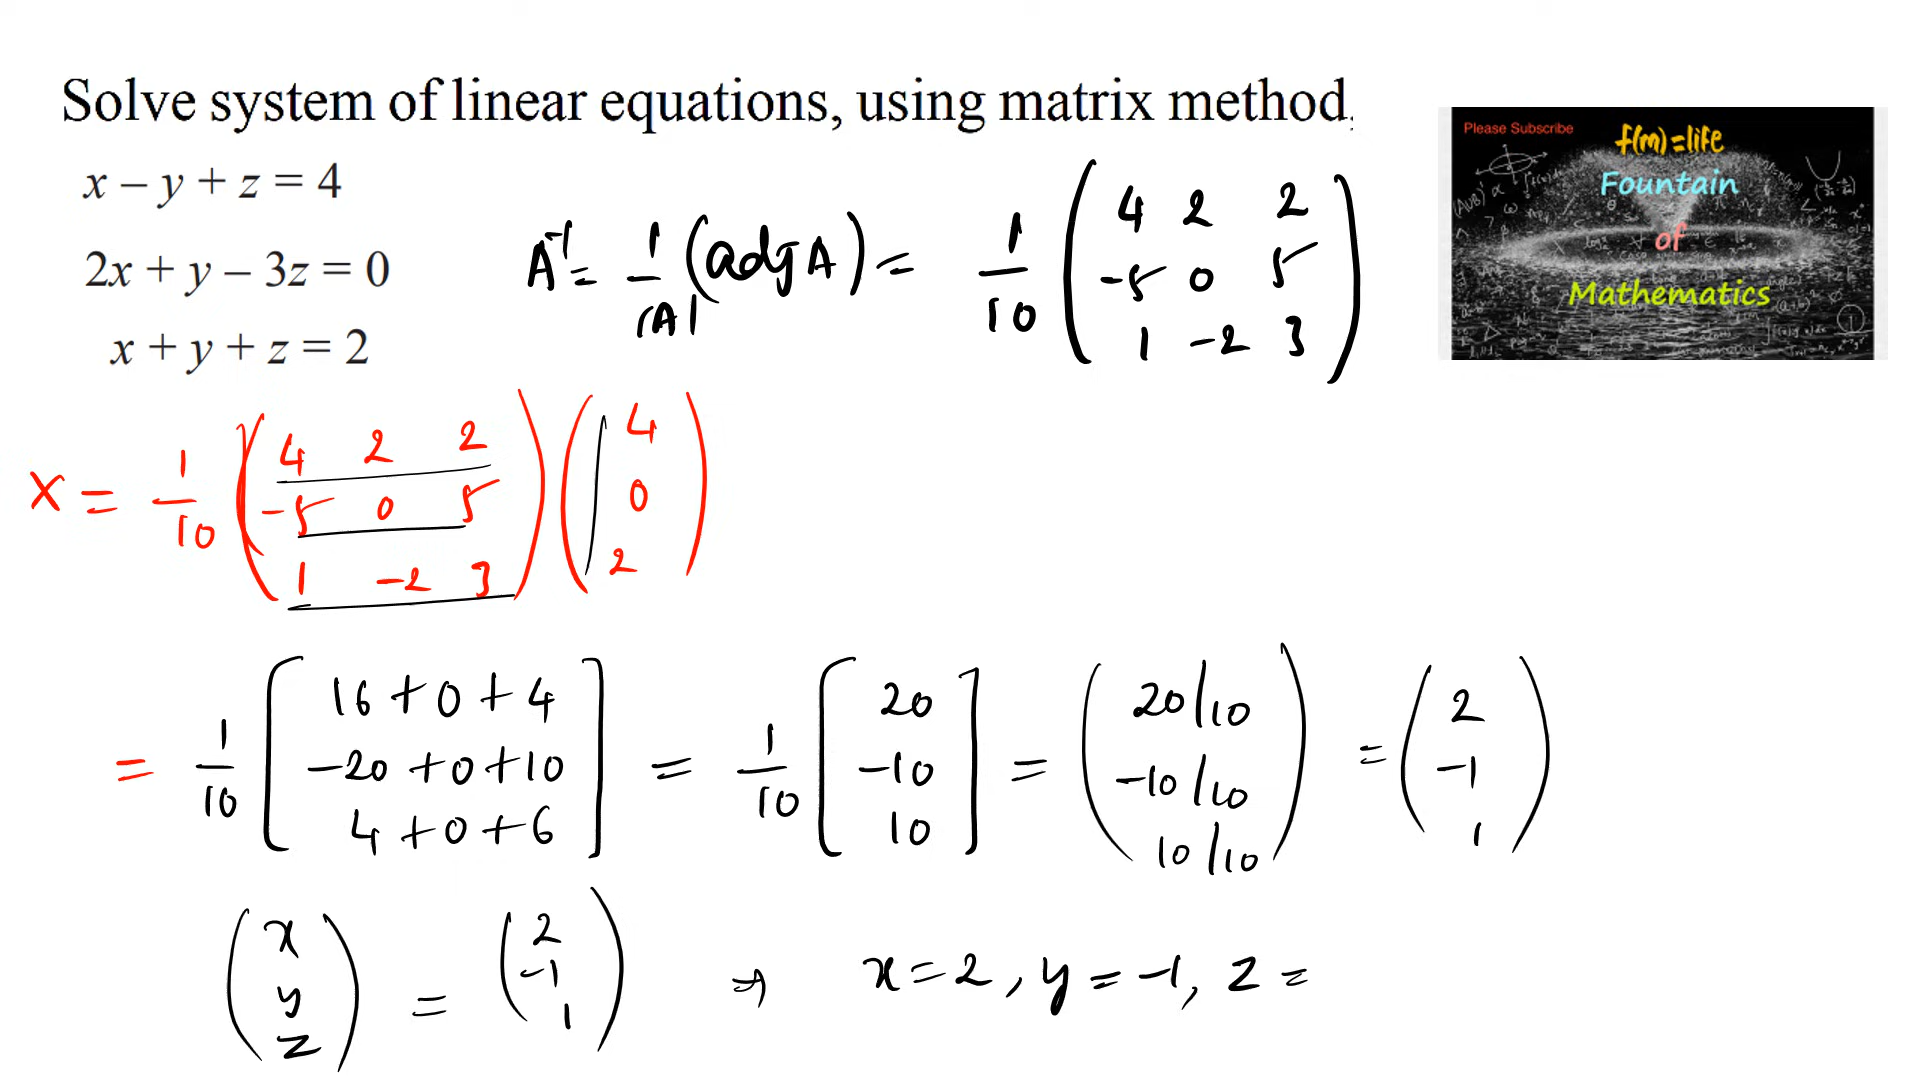 Solve system of linear equations, using matrix method.
x – y + z = 4
2x + y – 3z = 0
x + y + z = 2
A⁻¹ = 1/|A| (adj A) = 1/10 ( 4 2 2
-5 0 5
1 -2 3 )
Please Subscribe
f(m)=life
Fountain
of
Mathematics
X = 1/10 ( 4 2 2
-5 0 5
1 -2 3 ) ( 4
0
2 )
= 1/10 [ 16 + 0 + 4
-20 + 0 + 10
4 + 0 + 6 ] = 1/10 [ 20
-10
10 ] = ( 20/10
-10/10
10/10 ) = ( 2
-1
1 )
( x
y
z ) = ( 2
-1
1 ) ⇒ x = 2, y = -1, z =